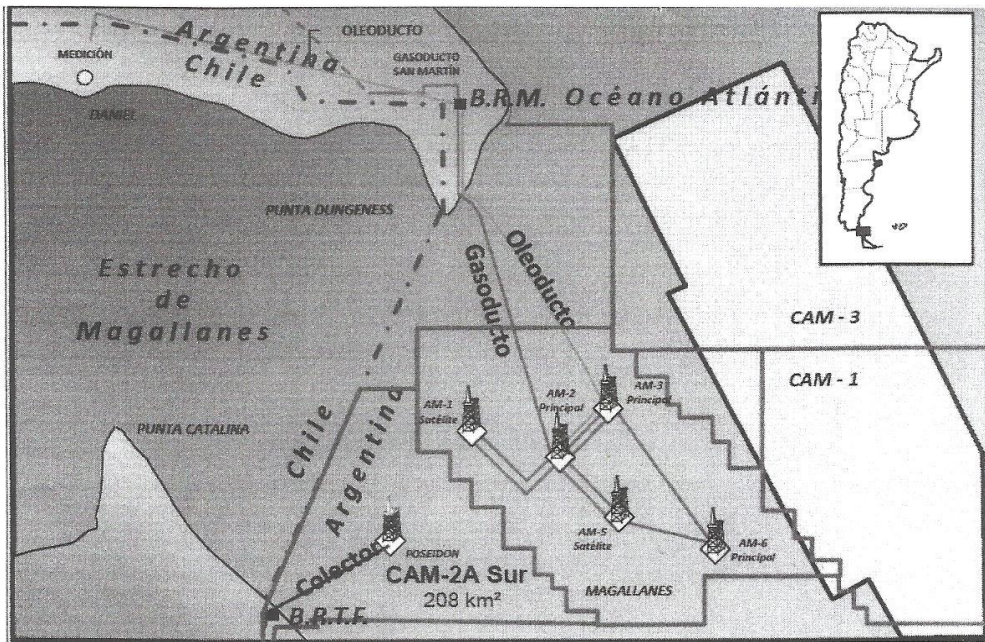 Argentina
Chile
OLEODUCTO
MEDICIÓN
GASODUCTO
SAN MARTÍN
B.R.M.
Océano Atlánti
DANIEL
PUNTA DUNGENESS
Estrecho
de
Magallanes
Gasoducto
Oleoducto
CAM - 3
CAM - 1
AM-1
Satélite
AM-2
Principal
AM-3
Principal
PUNTA CATALINA
Chile
Argentina
AM-5
Satélite
AM-6
Principal
Colector
POSEIDON
CAM-2A Sur
208 km²
MAGALLANES
B.R.T.F.